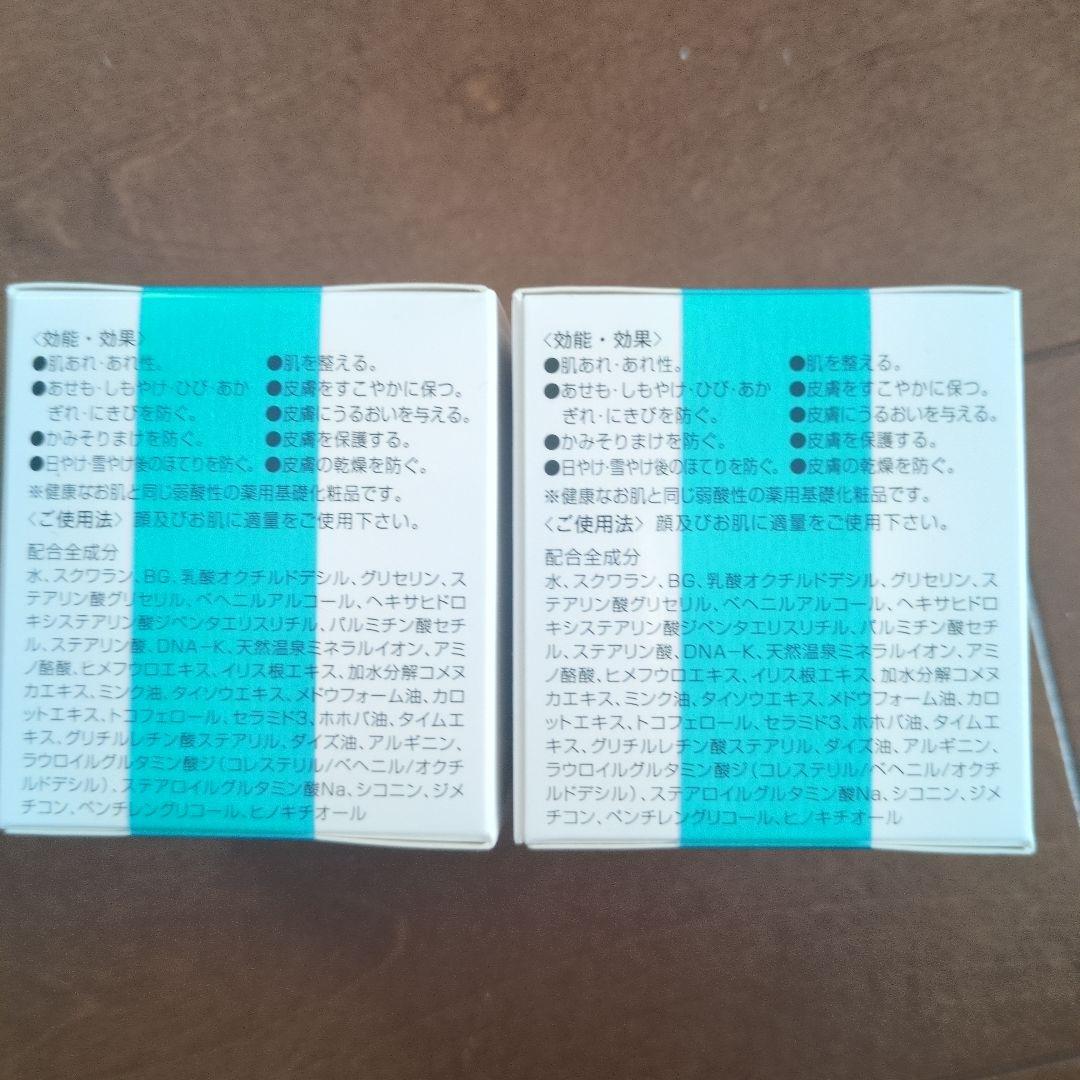 〈効能・効果〉
●肌あれ・あれ性。
●あせも・しもやけ・ひび・あか
ぎれ・にきびを防ぐ。
●かみそりまけを防ぐ。
●日やけ・雪やけ後のほてりを防ぐ。
●肌を整える。
●皮膚をすこやかに保つ。
●皮膚にうるおいを与える。
●皮膚を保護する。
●皮膚の乾燥を防ぐ。
※健康なお肌と同じ弱酸性の薬用基礎化粧品です。
〈ご使用法〉顔及びお肌に適量をご使用下さい。
配合全成分
水、スクワラン、BG、乳酸オクチルドデシル、グリセリン、ス
テアリン酸グリセリル、ベヘニルアルコール、ヘキサヒドロ
キシステアリン酸ジペンタエリスリチル、パルミチン酸セチ
ル、ステアリン酸、DNA-K、天然温泉ミネラルイオン、アミ
ノ酪酸、ヒメフウロエキス、イリス根エキス、加水分解コメヌ
カエキス、ミンク油、タイソウエキス、メドウフォーム油、カロ
ットエキス、トコフェロール、セラミド3、ホホバ油、タイムエ
キス、グリチルレチン酸ステアリル、ダイズ油、アルギニン、
ラウロイルグルタミン酸ジ(コレステリル/ベヘニル/オクチ
ルドデシル)、ステアロイルグルタミン酸Na、シコニン、ジメ
チコン、ペンチレングリコール、ヒノキチオール
〈効能・効果〉
●肌あれ・あれ性。
●あせも・しもやけ・ひび・あか
ぎれ・にきびを防ぐ。
●かみそりまけを防ぐ。
●日やけ・雪やけ後のほてりを防ぐ。
●肌を整える。
●皮膚をすこやかに保つ。
●皮膚にうるおいを与える。
●皮膚を保護する。
●皮膚の乾燥を防ぐ。
※健康なお肌と同じ弱酸性の薬用基礎化粧品です。
〈ご使用法〉顔及びお肌に適量をご使用下さい。
配合全成分
水、スクワラン、BG、乳酸オクチルドデシル、グリセリン、ス
テアリン酸グリセリル、ベヘニルアルコール、ヘキサヒドロ
キシステアリン酸ジペンタエリスリチル、パルミチン酸セチ
ル、ステアリン酸、DNA-K、天然温泉ミネラルイオン、アミ
ノ酪酸、ヒメフウロエキス、イリス根エキス、加水分解コメヌ
カエキス、ミンク油、タイソウエキス、メドウフォーム油、カロ
ットエキス、トコフェロール、セラミド3、ホホバ油、タイムエ
キス、グリチルレチン酸ステアリル、ダイズ油、アルギニン、
ラウロイルグルタミン酸ジ(コレステリル/ベヘニル/オクチ
ルドデシル)、ステアロイルグルタミン酸Na、シコニン、ジメ
チコン、ペンチレングリコール、ヒノキチオール